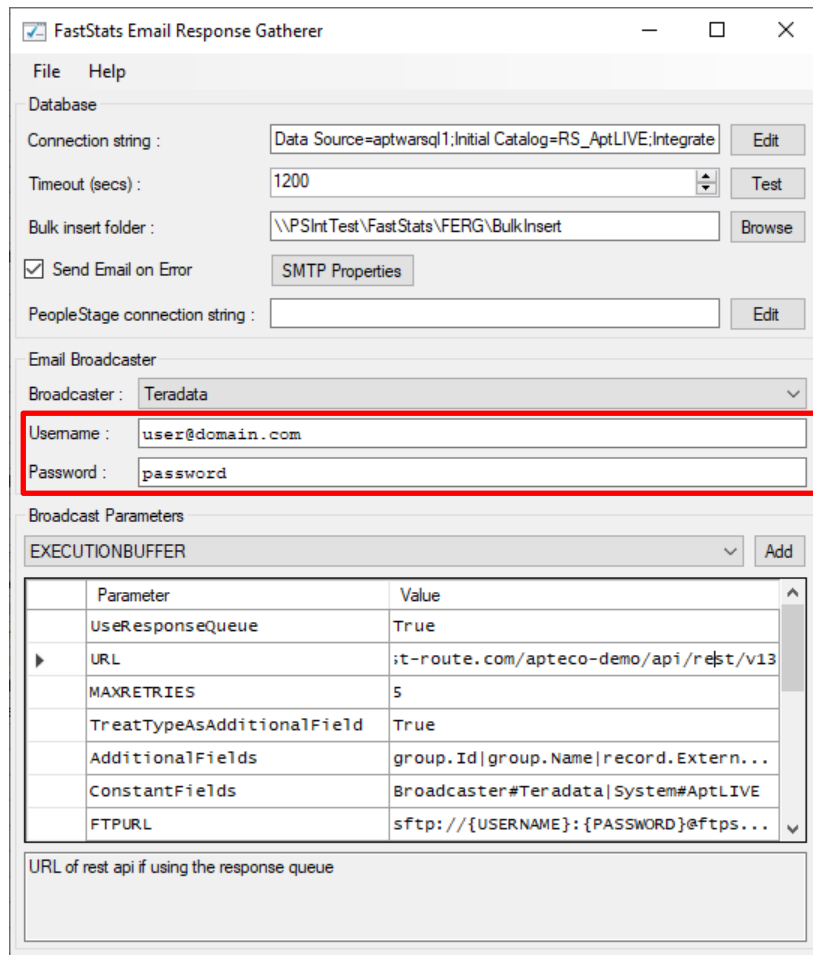 FastStats Email Response Gatherer
File Help
Database
Connection string : Data Source=aptwarsql1;Initial Catalog=RS_AptLIVE;Integrate Edit
Timeout (secs) : 1200 Test
Bulk insert folder : \\PSIntTest\FastStats\FERG\BulkInsert Browse
Send Email on Error SMTP Properties
PeopleStage connection string : Edit
Email Broadcaster
Broadcaster : Teradata
Username : user@domain.com
Password : password
Broadcast Parameters
EXECUTIONBUFFER Add
Parameter Value
UseResponseQueue True
URL st-route.com/apteco-demo/api/rest/v13
MAXRETRIES 5
TreatTypeAsAdditionalField True
AdditionalFields group.Id|group.Name|record.Extern...
ConstantFields Broadcaster#Teradata|System#AptLIVE
FTPURL sftp://{USERNAME}:{PASSWORD}@ftps...
URL of rest api if using the response queue